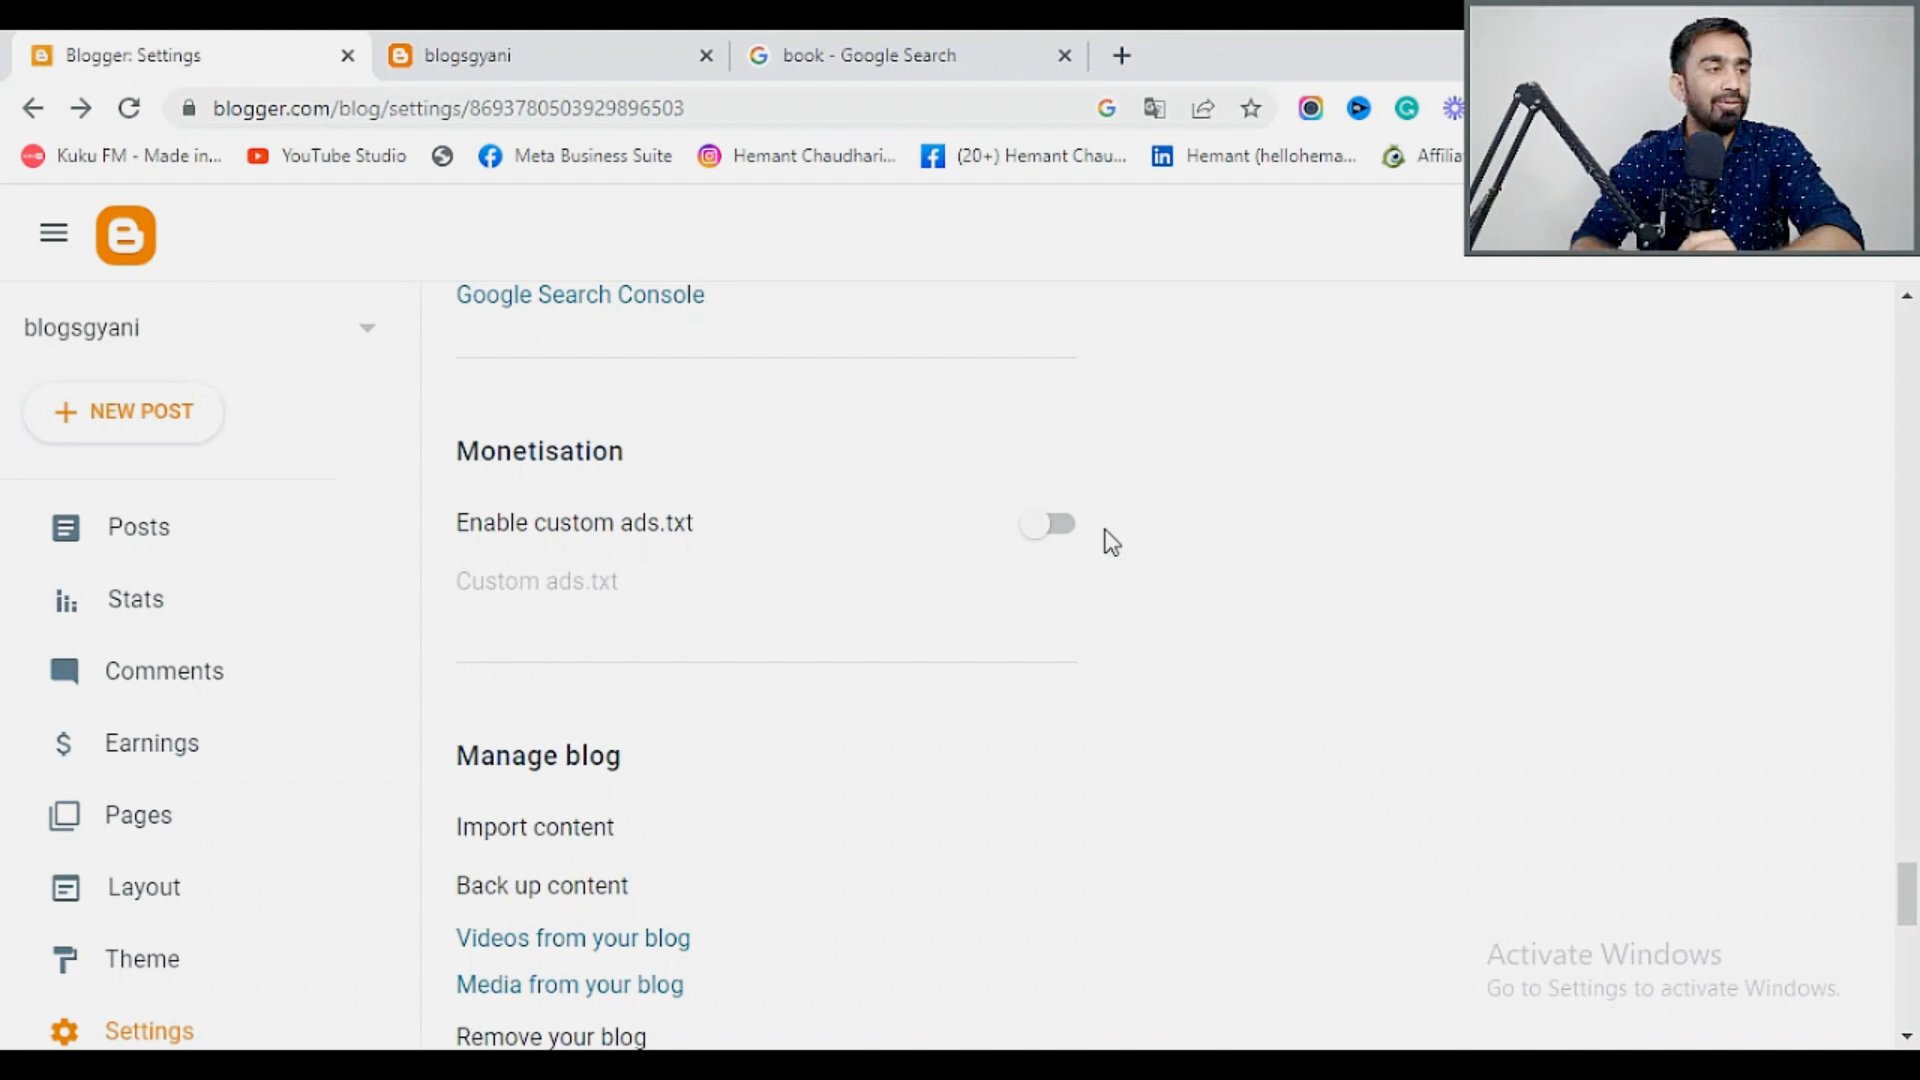 Blogger: Settings
blogsgyani
book - Google Search
blogger.com/blog/settings/8693780503929896503
Kuku FM - Made in...
YouTube Studio
Meta Business Suite
Hemant Chaudhari...
(20+) Hemant Chau...
Hemant (hellohema...
Affilia
blogsgyani
NEW POST
Posts
Stats
Comments
Earnings
Pages
Layout
Theme
Settings
Google Search Console
Monetisation
Enable custom ads.txt
Custom ads.txt
Manage blog
Import content
Back up content
Videos from your blog
Media from your blog
Remove your blog
Activate Windows
Go to Settings to activate Windows.